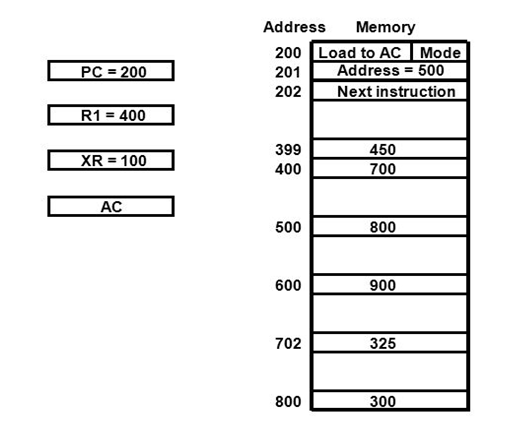 Address Memory
200 Load to AC Mode
PC = 200 201 Address = 500
202 Next instruction
R1 = 400
399 450
XR = 100 400 700
AC
500 800
600 900
702 325
800 300